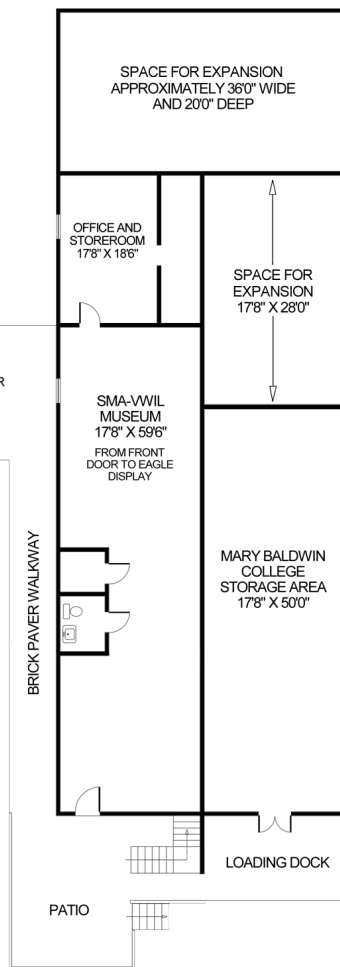 SPACE FOR EXPANSION
APPROXIMATELY 36'0" WIDE
AND 20'0" DEEP
OFFICE AND
STOREROOM
17'8" X 18'6"
SPACE FOR
EXPANSION
17'8" X 28'0"
R
SMA-VWIL
MUSEUM
17'8" X 59'6"
FROM FRONT
DOOR TO EAGLE
DISPLAY
BRICK PAVER WALKWAY
MARY BALDWIN
COLLEGE
STORAGE AREA
17'8" X 50'0"
LOADING DOCK
PATIO